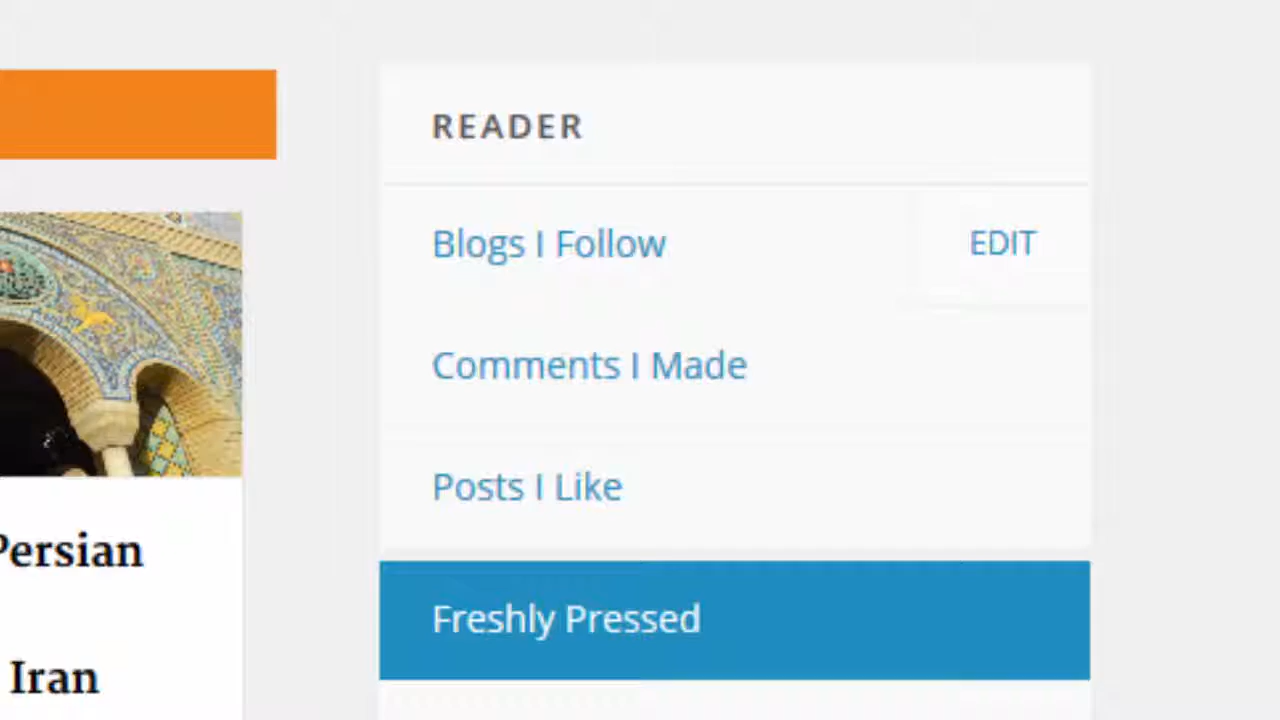 READER
Blogs I Follow
EDIT
Comments I Made
Posts I Like
Freshly Pressed
Persian
Iran